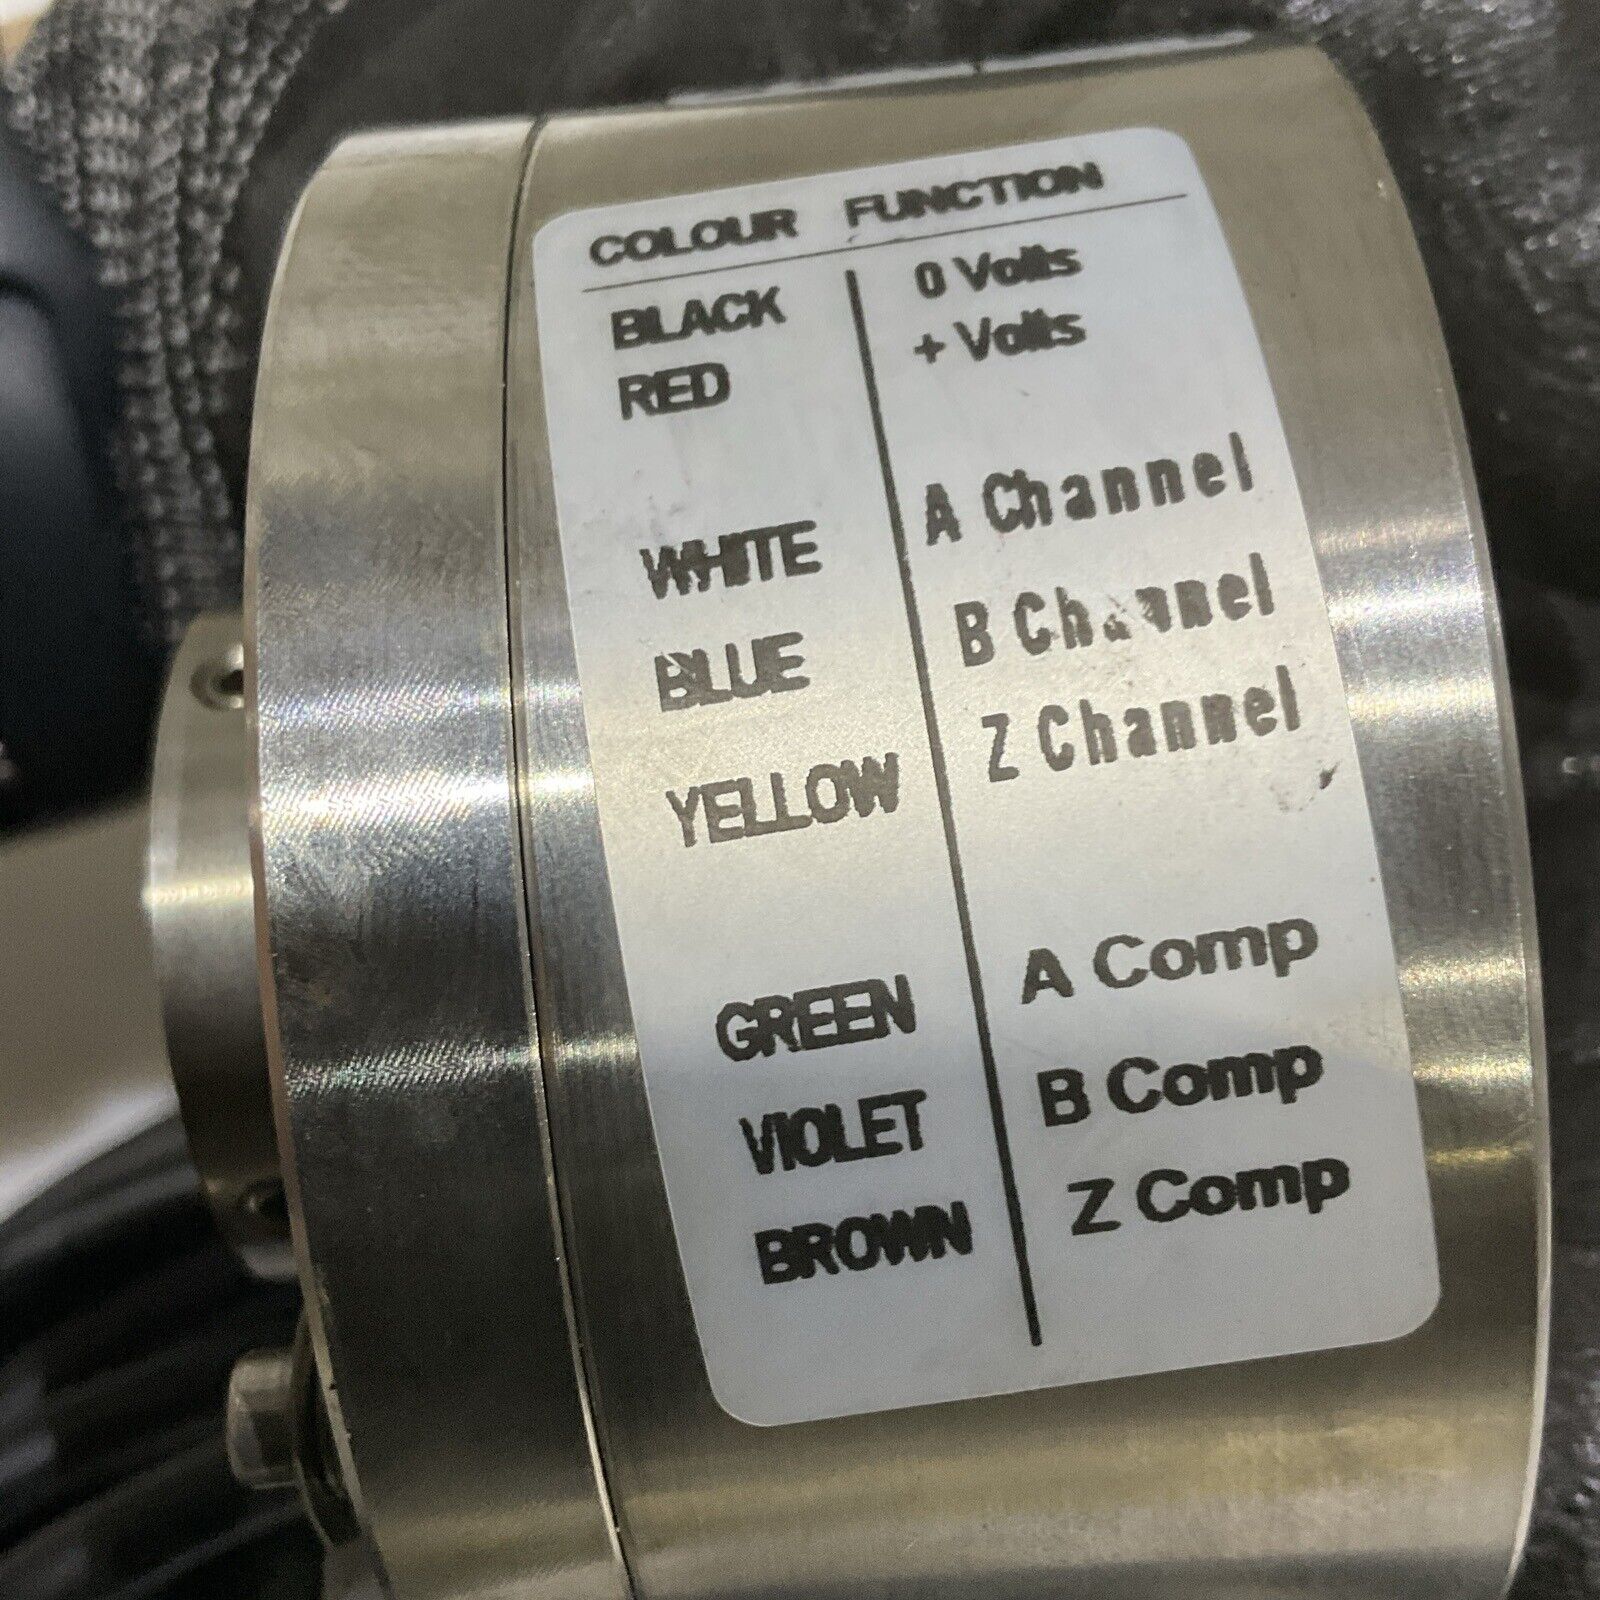 COLOUR FUNCTION
BLACK 0 Volts
RED + Volts
WHITE A Channel
BLUE B Channel
YELLOW Z Channel
GREEN A Comp
VIOLET B Comp
BROWN Z Comp